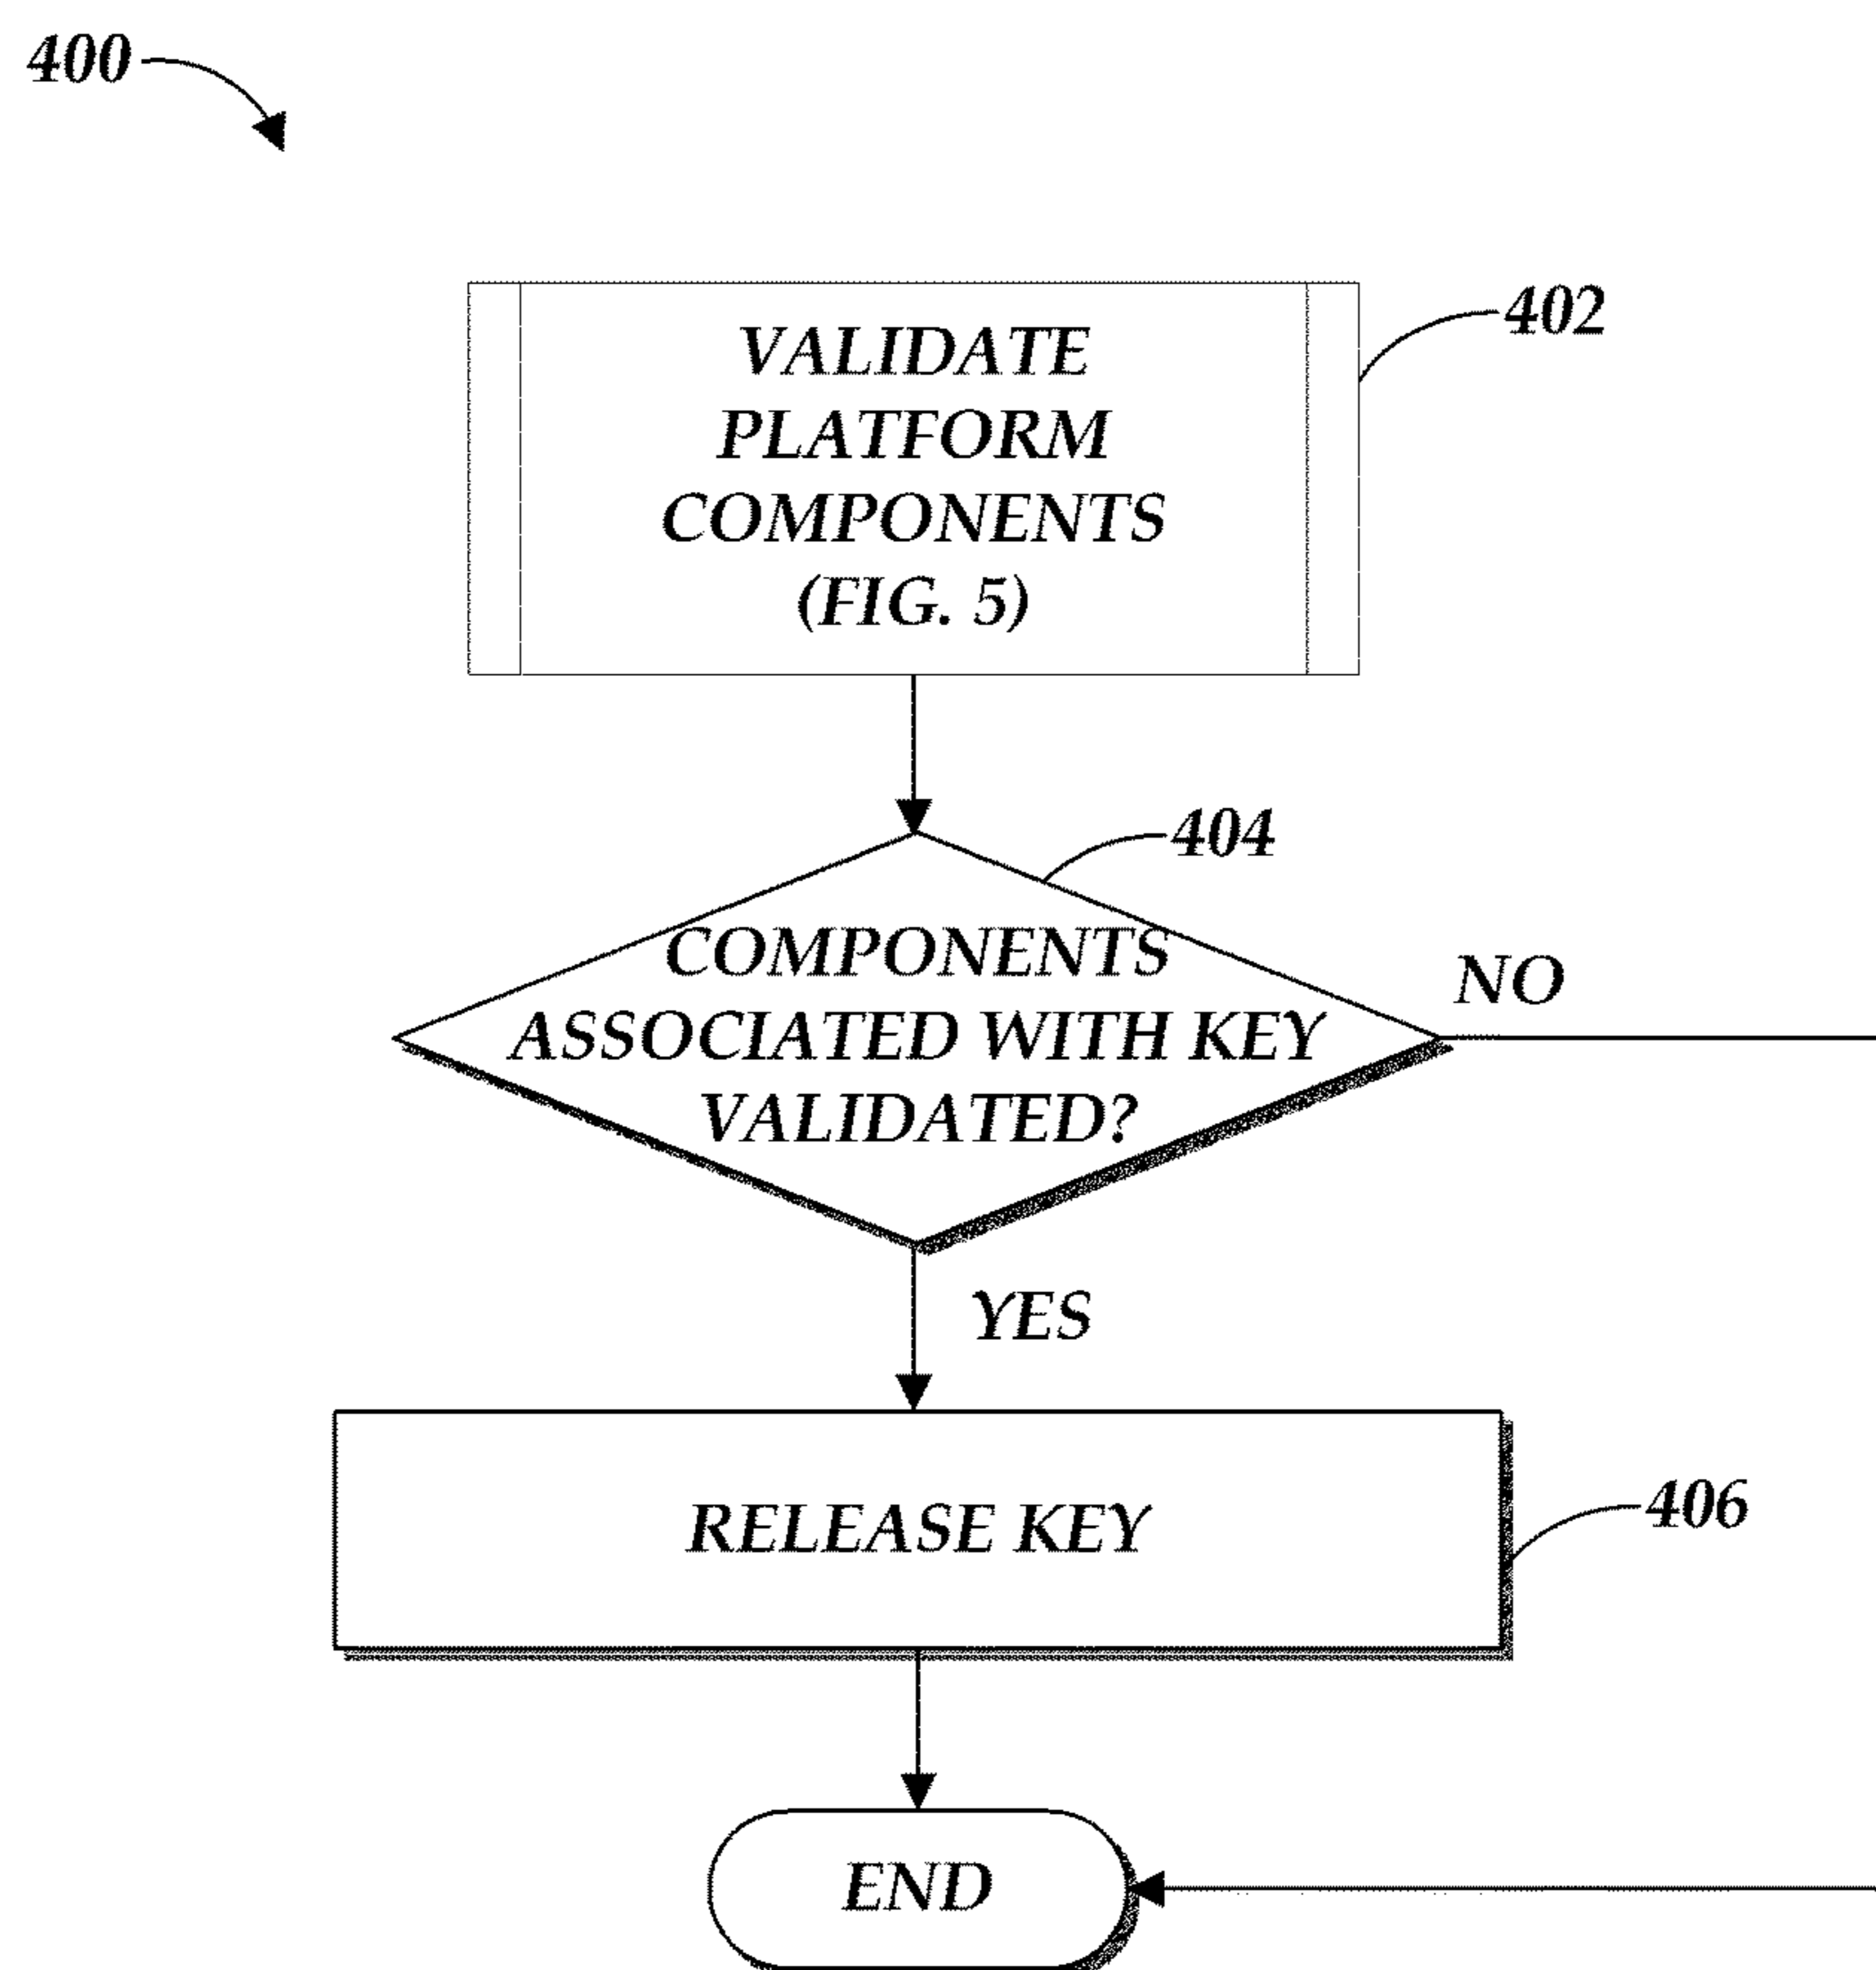 400
VALIDATE
PLATFORM
COMPONENTS
(FIG. 5)
402
404
COMPONENTS
ASSOCIATED WITH KEY
VALIDATED?
NO
YES
RELEASE KEY
406
END